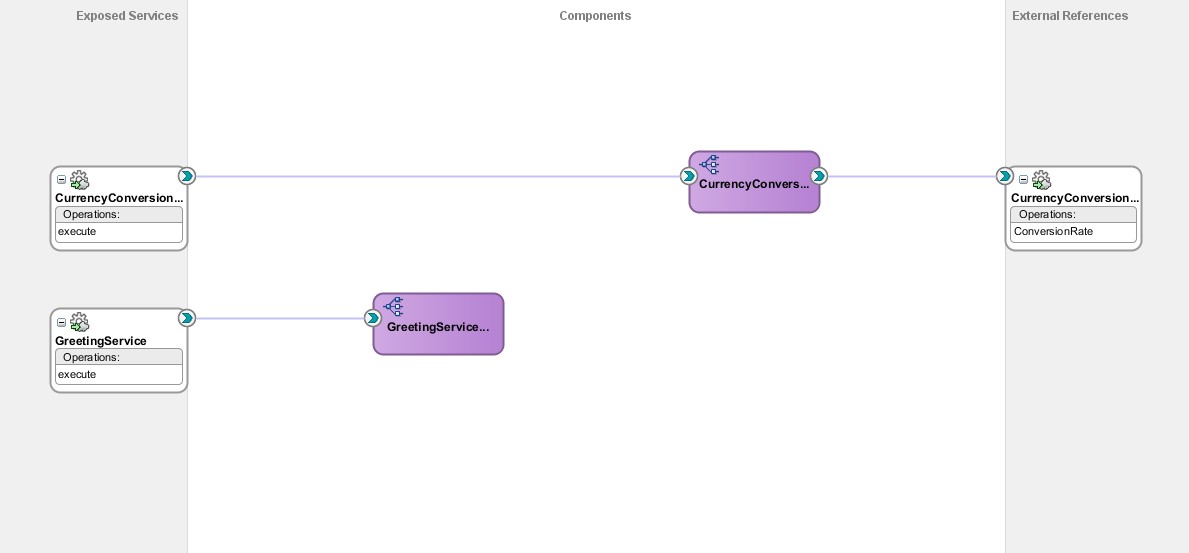 Exposed Services
Components
External References
CurrencyConversion...
Operations:
execute
CurrencyConvers...
CurrencyConversion...
Operations:
ConversionRate
GreetingService
Operations:
execute
GreetingService...